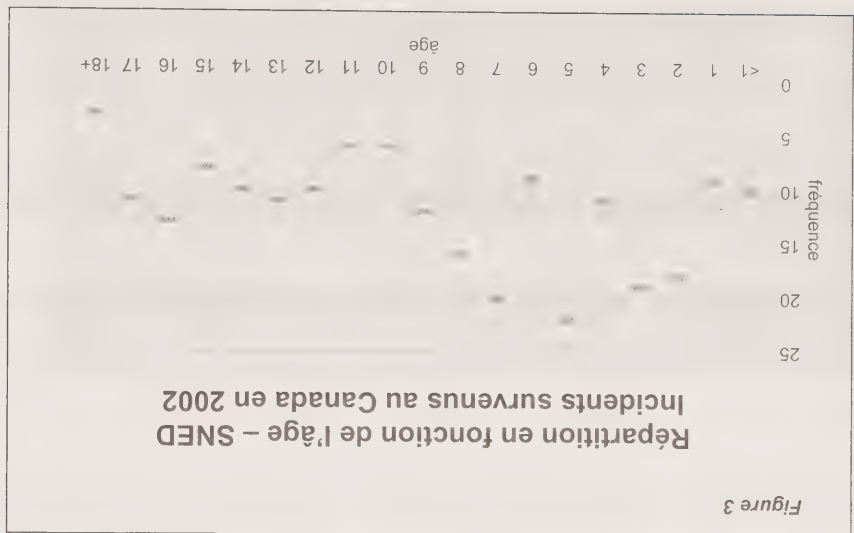 Figure 3
Répartition en fonction de l'âge – SNED
Incidents survenus au Canada en 2002
25
20
15
fréquence
10
5
0
<1 1 2 3 4 5 6 7 8 9 10 11 12 13 14 15 16 17 18+
âge